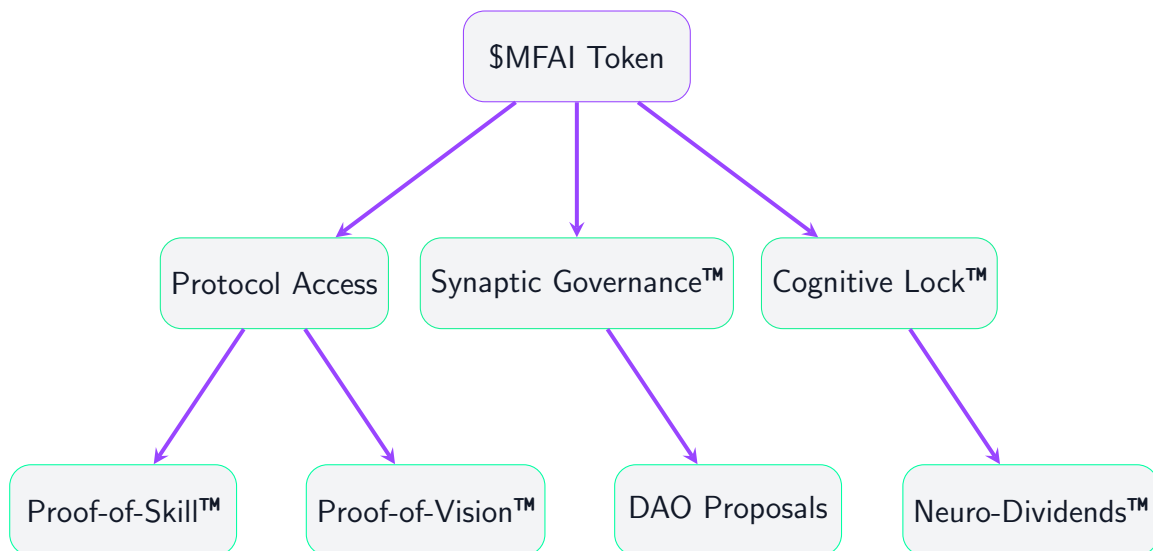 $MFAI Token
Protocol Access
Synaptic Governance™
Cognitive Lock™
Proof-of-Skill™
Proof-of-Vision™
DAO Proposals
Neuro-Dividends™